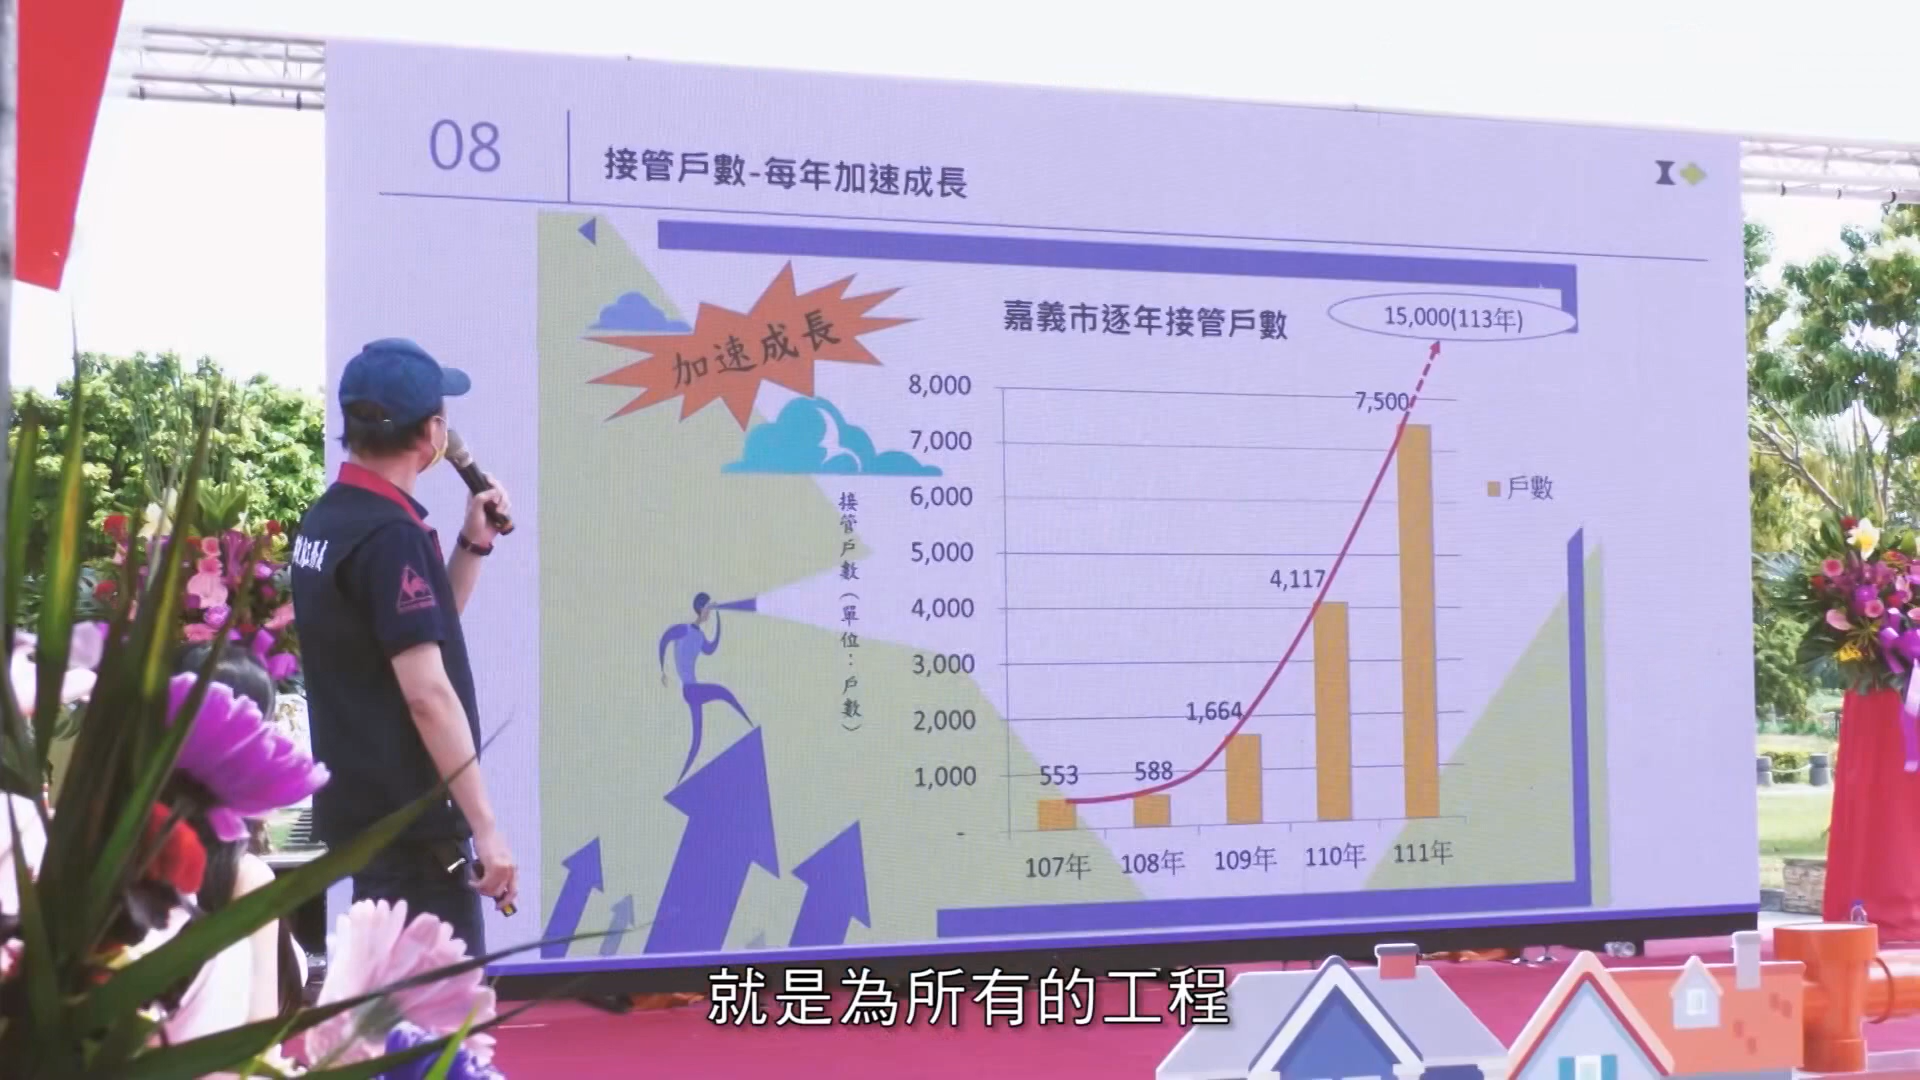 08
接管戶數-每年加速成長
加速成長
嘉義市逐年接管戶數
15,000(113年)
接管戶數（單位：戶數）
8,000
7,000
6,000
5,000
4,000
3,000
2,000
1,000
-
553
588
1,664
4,117
7,500
戶數
107年
108年
109年
110年
111年
就是為所有的工程